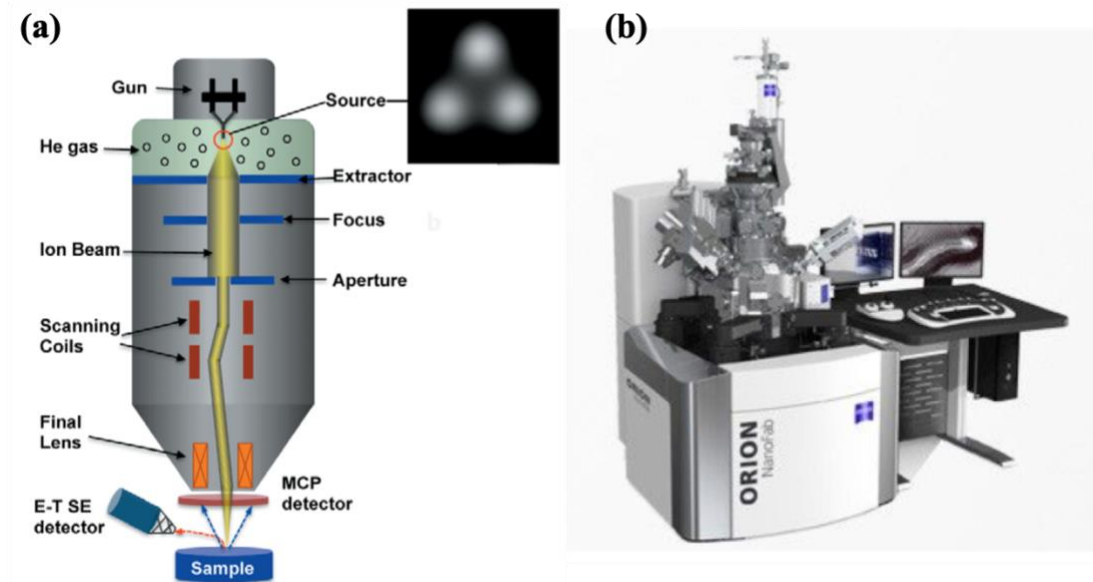 (a)
Gun
Source
He gas
Extractor
Focus
Ion Beam
Aperture
Scanning
Coils
Final
Lens
MCP
detector
E-T SE
detector
Sample
b
(b)
ORION
ORION
NanoFab